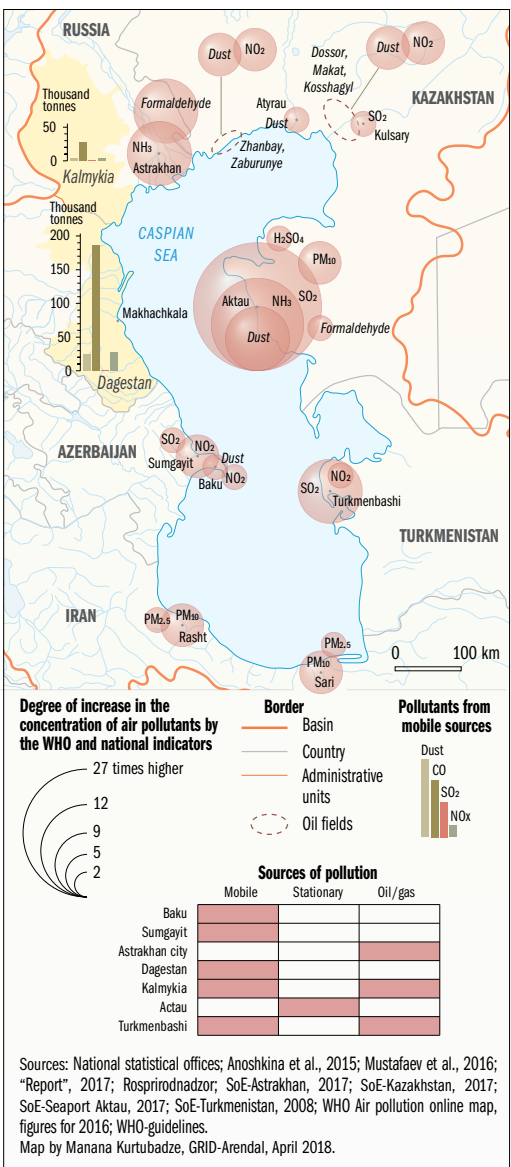 RUSSIA
Dust
NO₂
Dossor,
Makat,
Kosshagyl
Dust
NO₂
KAZAKHSTAN
Thousand
tonnes
50
0
Kalmykia
Formaldehyde
NH₃
Astrakhan
Zhanbay,
Zaburunye
Atyrau
Dust
SO₂
Kulsary
Thousand
tonnes
200
150
100
50
0
Dagestan
CASPIAN
SEA
H₂SO₄
PM₁₀
Aktau
NH₃
SO₂
Dust
Formaldehyde
Makhachkala
AZERBAIJAN
SO₂
NO₂
Sumgayit
Dust
Baku
NO₂
SO₂
NO₂
Turkmenbashi
TURKMENISTAN
IRAN
PM₂.₅
PM₁₀
Rasht
PM₂.₅
PM₁₀
Sari
0
100 km
Degree of increase in the
concentration of air pollutants by
the WHO and national indicators
27 times higher
12
9
5
2
Border
Basin
Country
Administrative
units
Oil fields
Pollutants from
mobile sources
Dust
CO
SO₂
NOx
Sources of pollution
Mobile Stationary Oil/gas
Baku
Sumgayit
Astrakhan city
Dagestan
Kalmykia
Actau
Turkmenbashi
Sources: National statistical offices; Anoshkina et al., 2015; Mustafaev et al., 2016;
“Report”, 2017; Rosprirodnadzor; SoE-Astrakhan, 2017; SoE-Kazakhstan, 2017;
SoE-Seaport Aktau, 2017; SoE-Turkmenistan, 2008; WHO Air pollution online map,
figures for 2016; WHO-guidelines.
Map by Manana Kurtubadze, GRID-Arendal, April 2018.